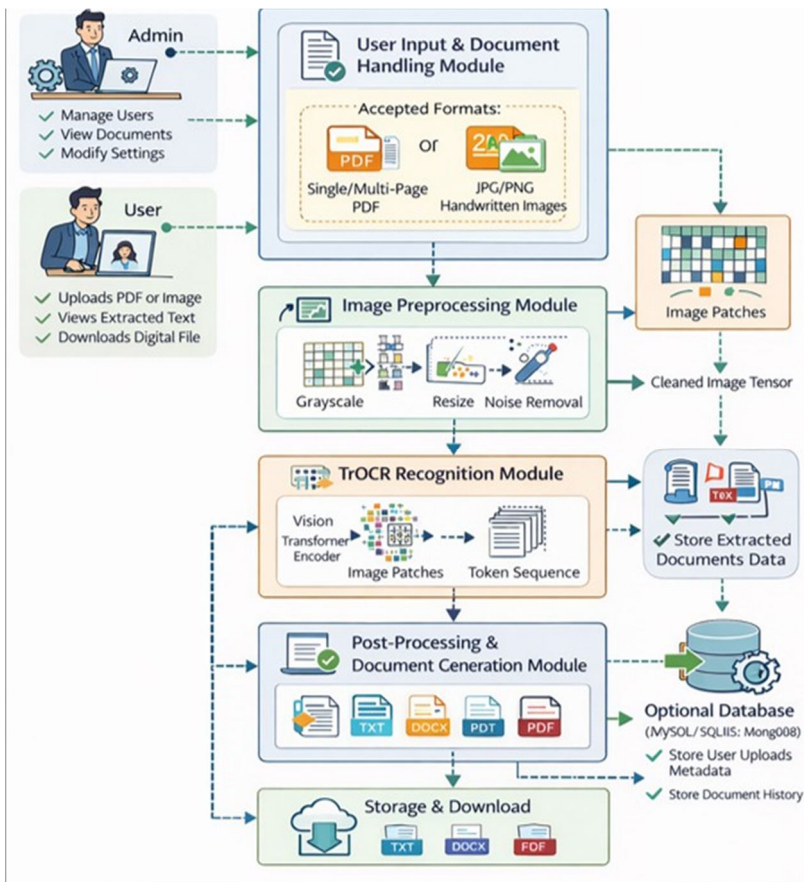 Admin
Manage Users
View Documents
Modify Settings
User
Uploads PDF or Image
Views Extracted Text
Downloads Digital File
User Input & Document
Handling Module
Accepted Formats:
PDF
or
Single/Multi-Page
PDF
JPG/PNG
Handwritten Images
Image Patches
Image Preprocessing Module
Grayscale
Resize
Noise Removal
Cleaned Image Tensor
TrOCR Recognition Module
Vision
Transformer
Encoder
Image Patches
Token Sequence
TeX
Store Extracted
Documents Data
Post-Processing &
Document Ceneration Module
TXT
DOCX
PDT
PDF
Optional Database
(MySOL/SQLIIS: Mong008)
Store User Uploads
Metadata
Store Document History
Storage & Download
TXT
DOCX
FDF